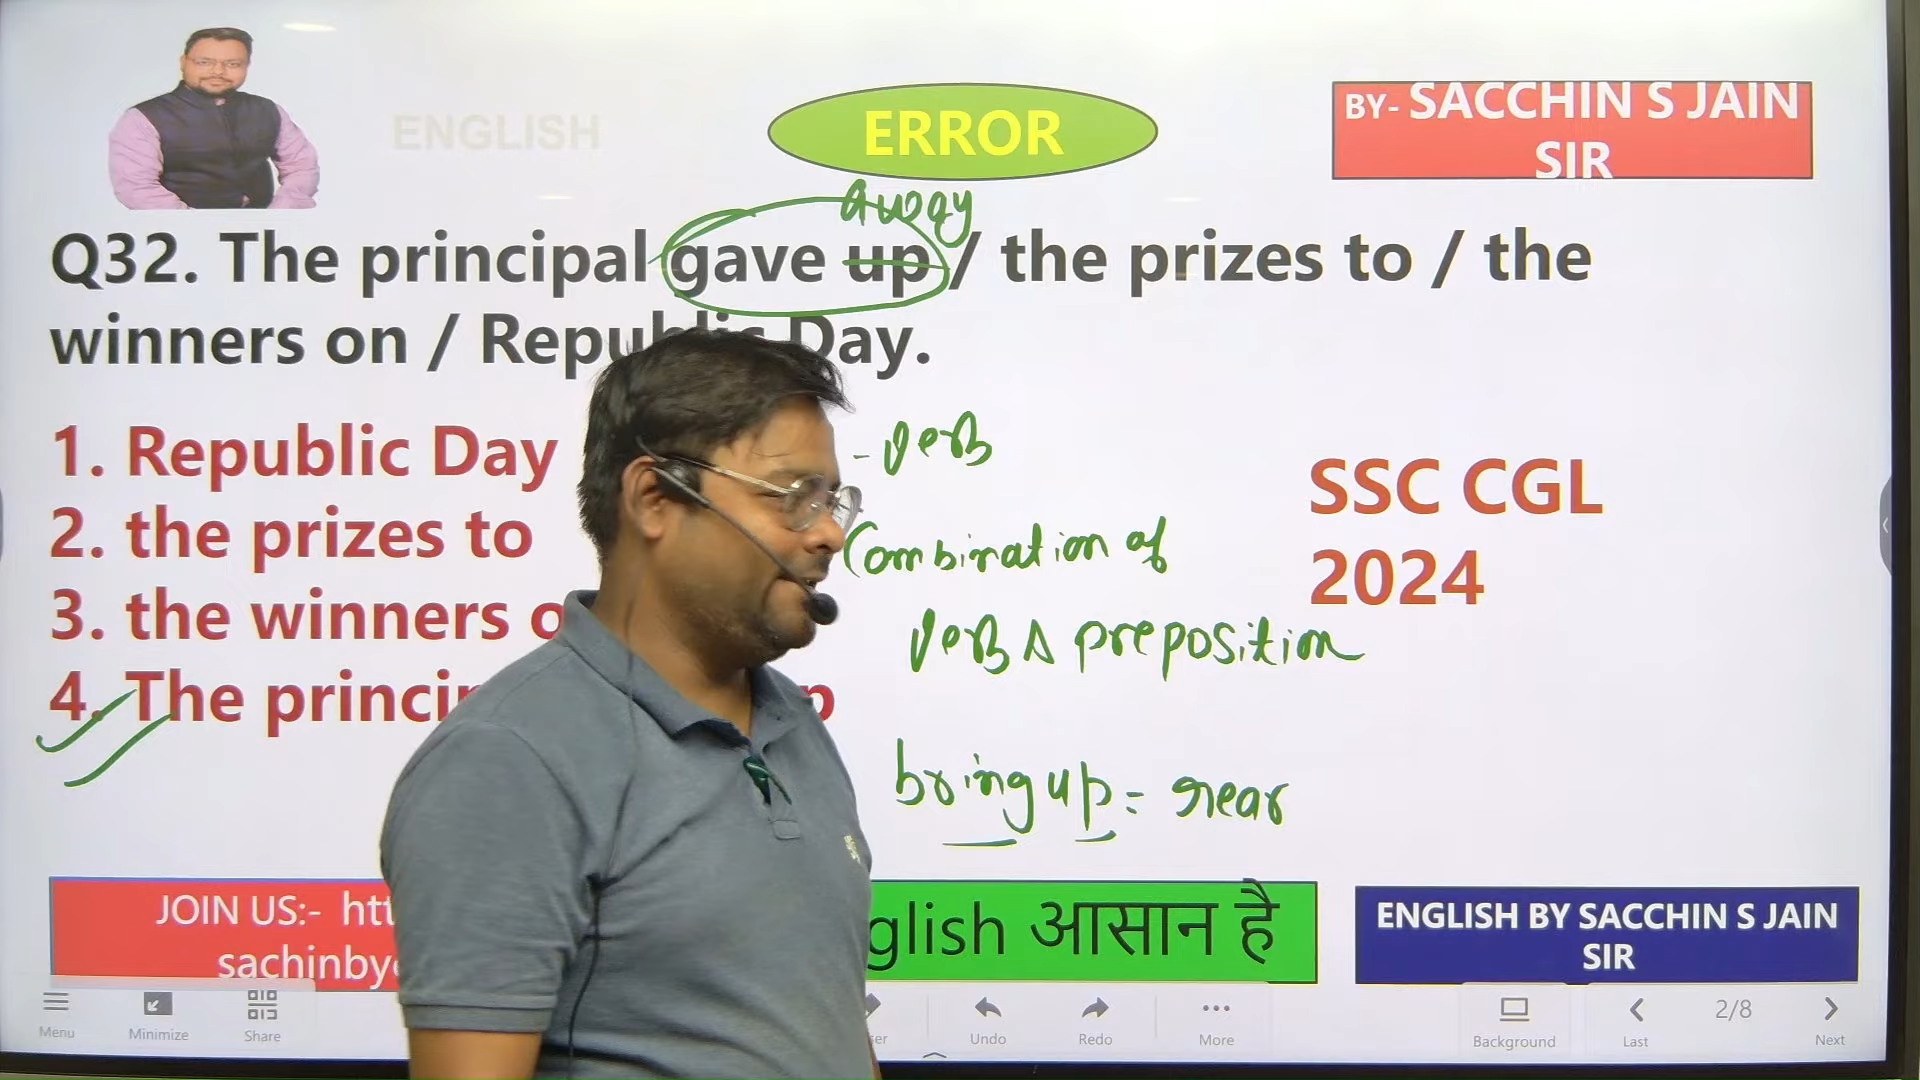 ENGLISH
ERROR
BY- SACCHIN S JAIN
SIR
away
Q32. The principal gave up / the prizes to / the
winners on / Republic Day.
1. Republic Day
2. the prizes to
3. the winners o
4. The princip
- verb
Combination of
verb & preposition
bring up = rear
SSC CGL
2024
JOIN US:- htt
sachinby
glish आसान है
ENGLISH BY SACCHIN S JAIN
SIR
Menu
Minimize
Share
Undo
Redo
More
Background
Last
2/8
Next